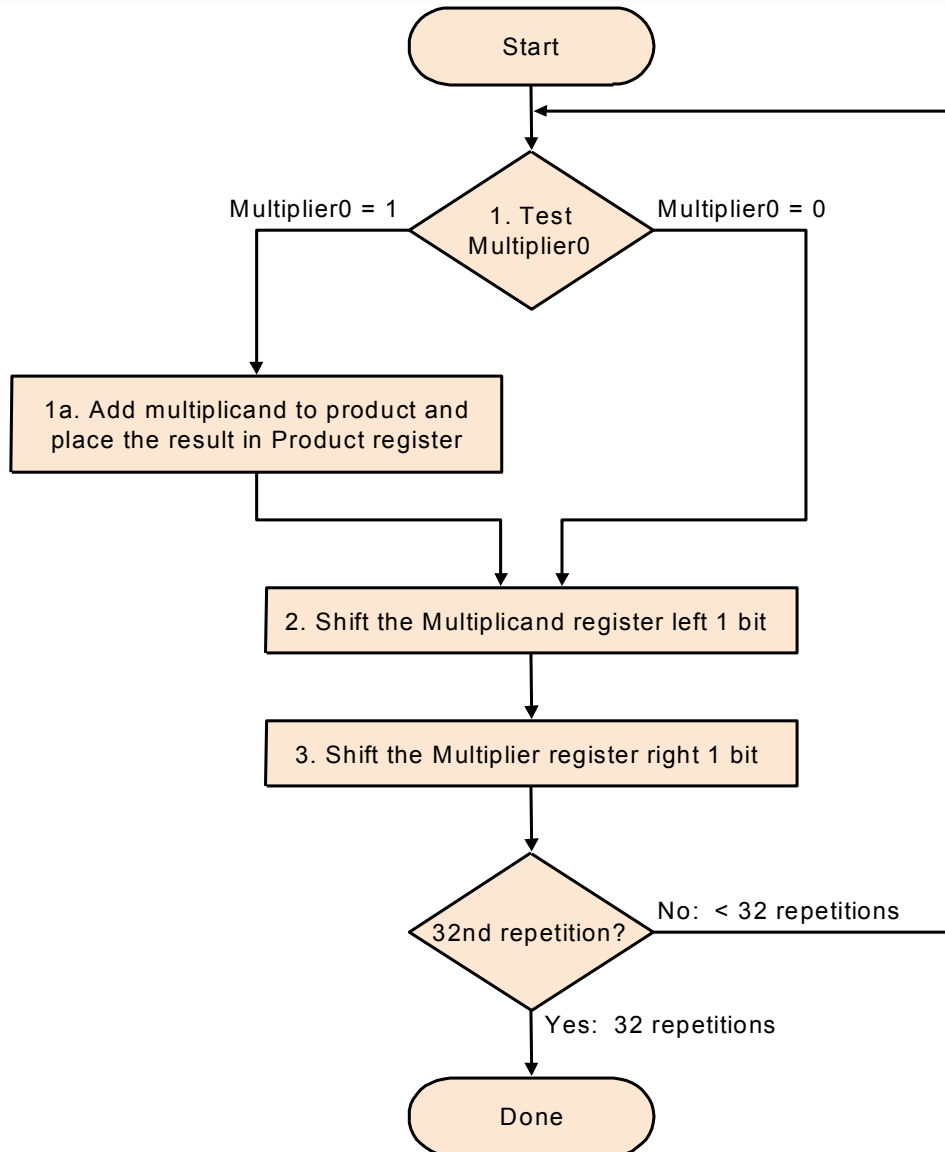 Start
Multiplier0 = 1
1. Test
Multiplier0
Multiplier0 = 0
1a. Add multiplicand to product and
place the result in Product register
2. Shift the Multiplicand register left 1 bit
3. Shift the Multiplier register right 1 bit
32nd repetition?
No: < 32 repetitions
Yes: 32 repetitions
Done